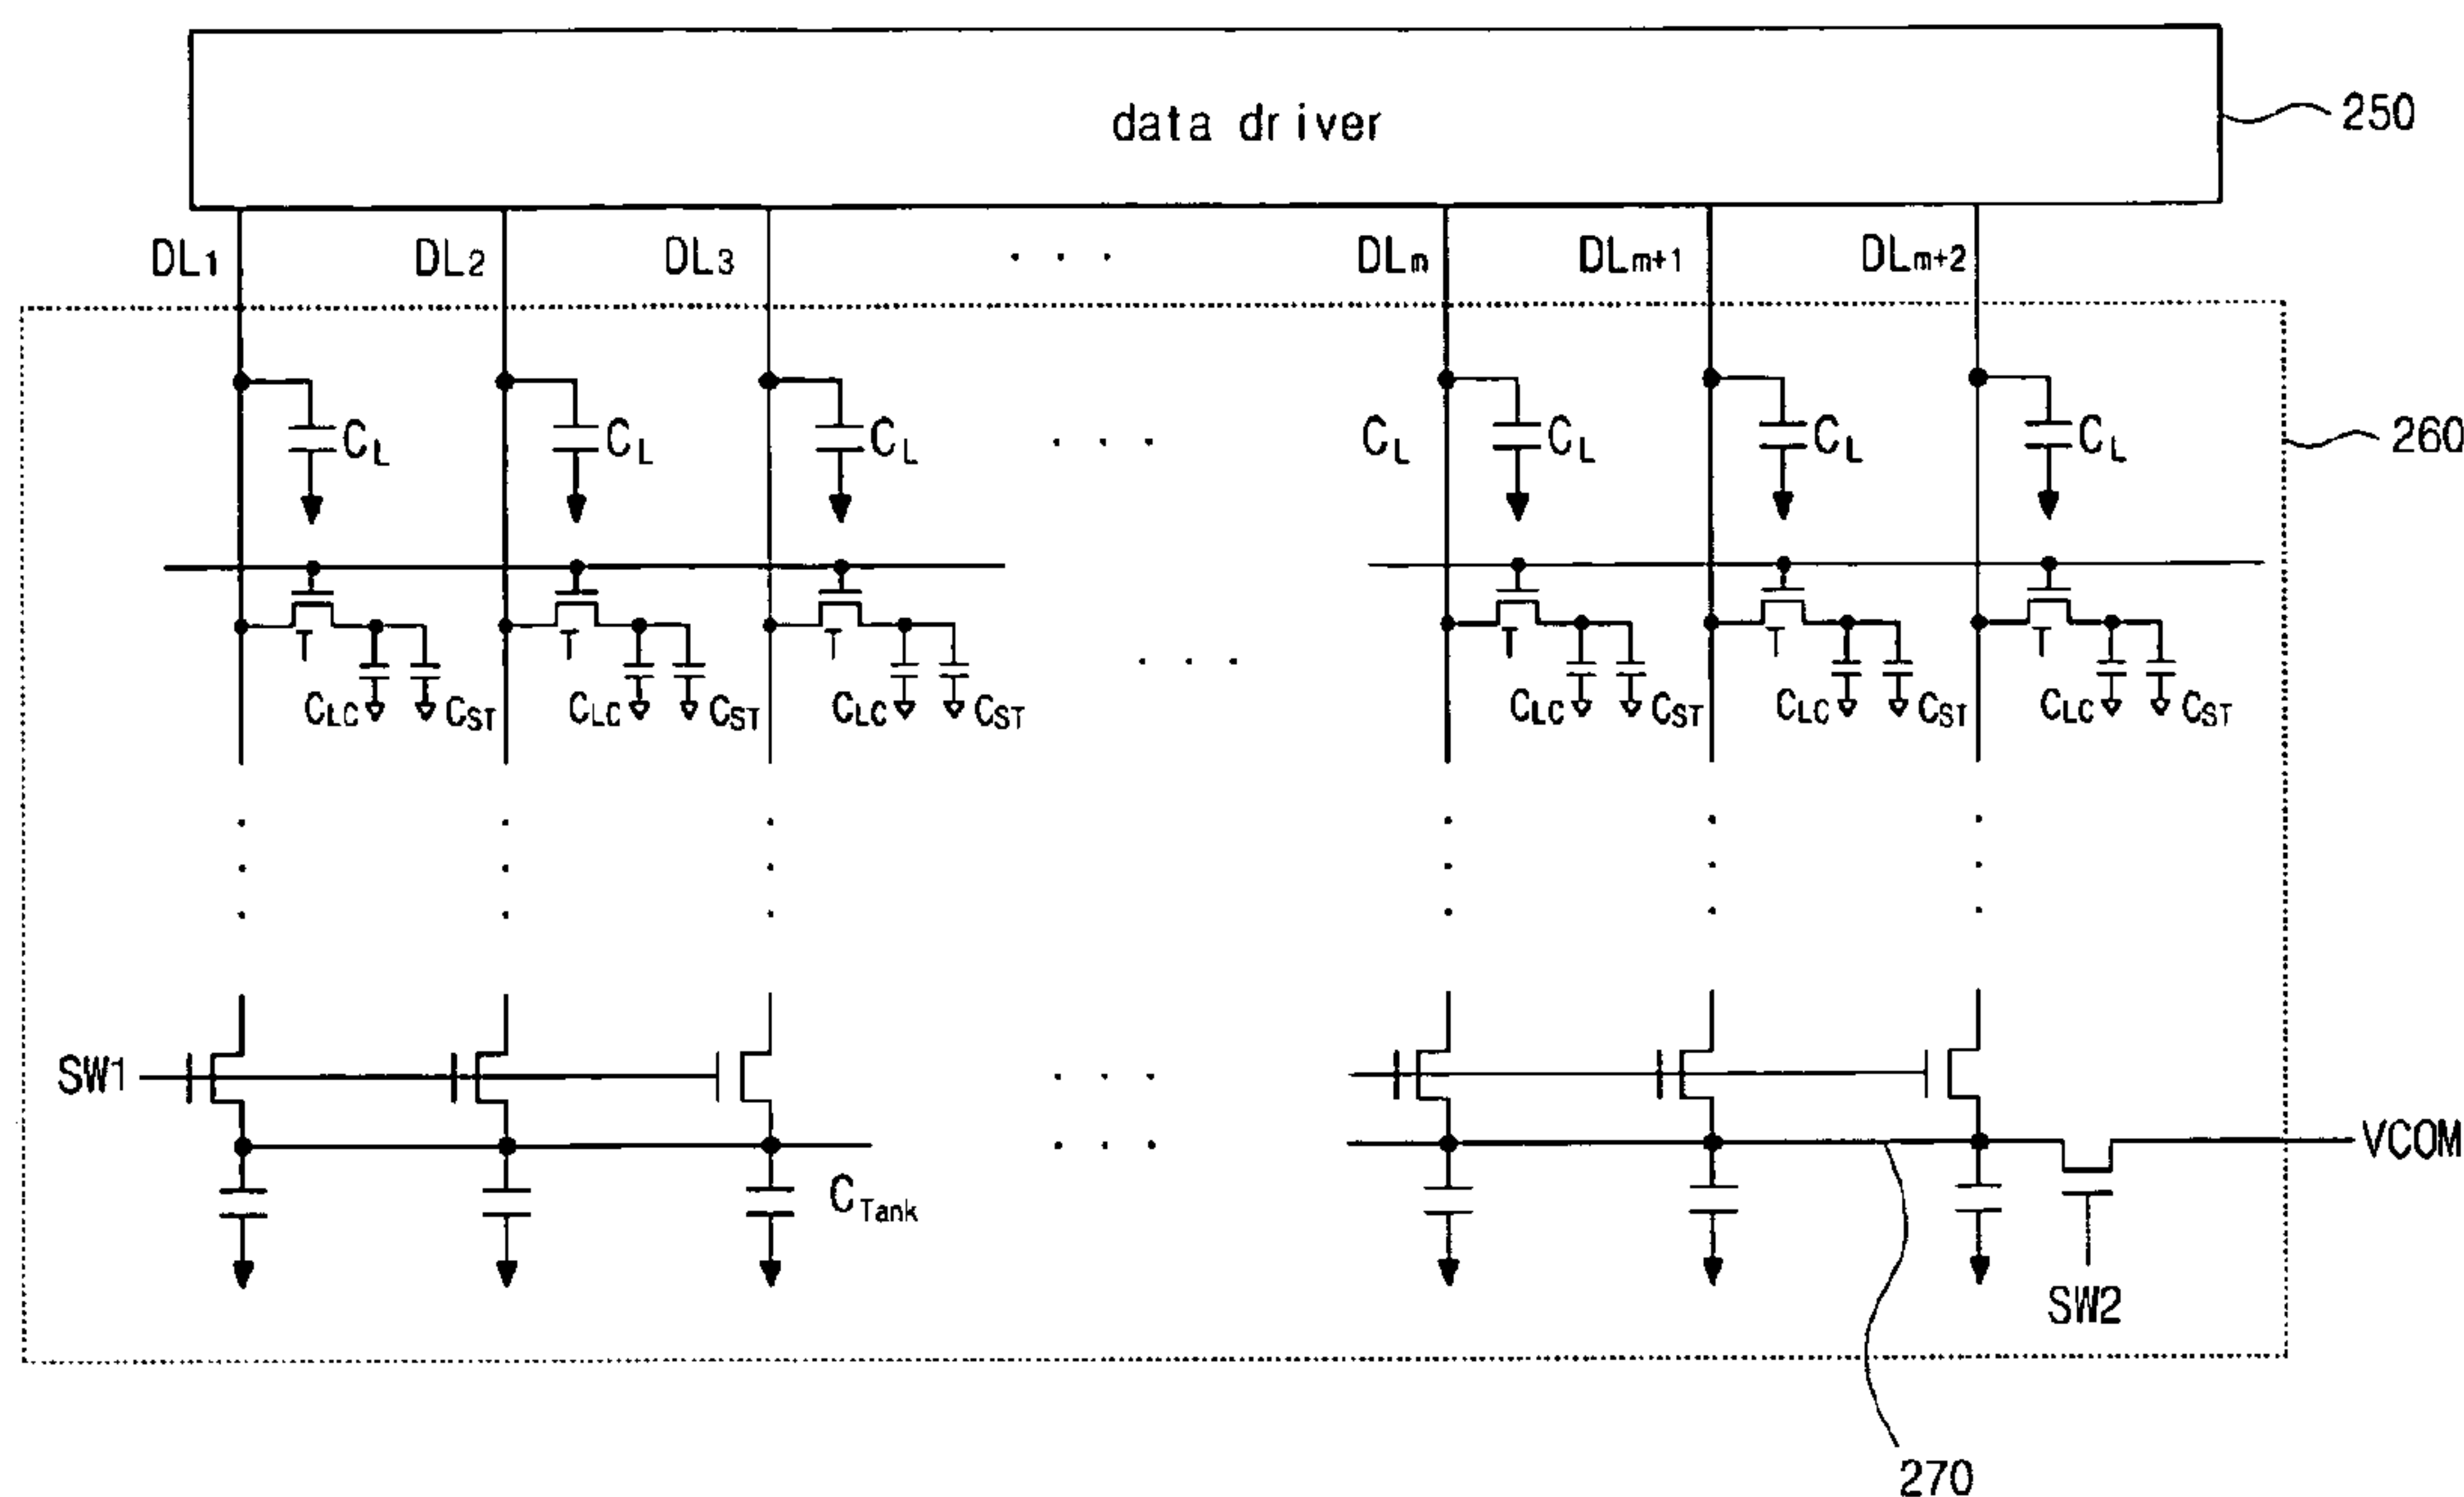 data driver
250
DL1 DL2 DL3 . . . DLm DLm+1 DLm+2
CL CL CL . . . CL CL CL CL
260
T T T . . . T T T
CLC CST CLC CST CLC CST CLC CST CLC CST CLC CST
SW1 . . .
. . . VCOM
CTank
SW2
270